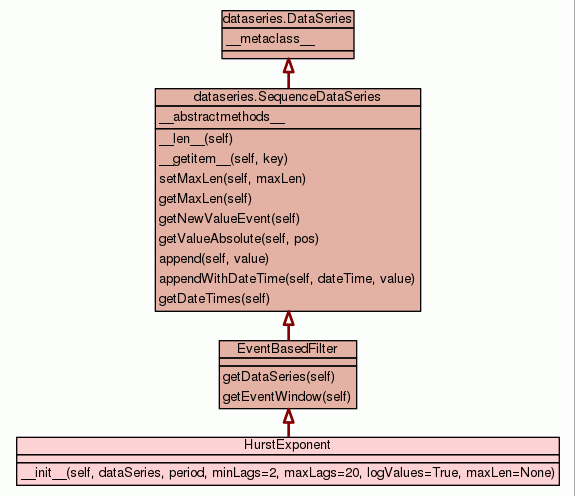 dataseries.DataSeries
__metaclass__
dataseries.SequenceDataSeries
__abstractmethods__
__len__(self)
__getitem__(self, key)
setMaxLen(self, maxLen)
getMaxLen(self)
getNewValueEvent(self)
getValueAbsolute(self, pos)
append(self, value)
appendWithDateTime(self, dateTime, value)
getDateTimes(self)
EventBasedFilter
getDataSeries(self)
getEventWindow(self)
HurstExponent
__init__(self, dataSeries, period, minLags=2, maxLags=20, logValues=True, maxLen=None)